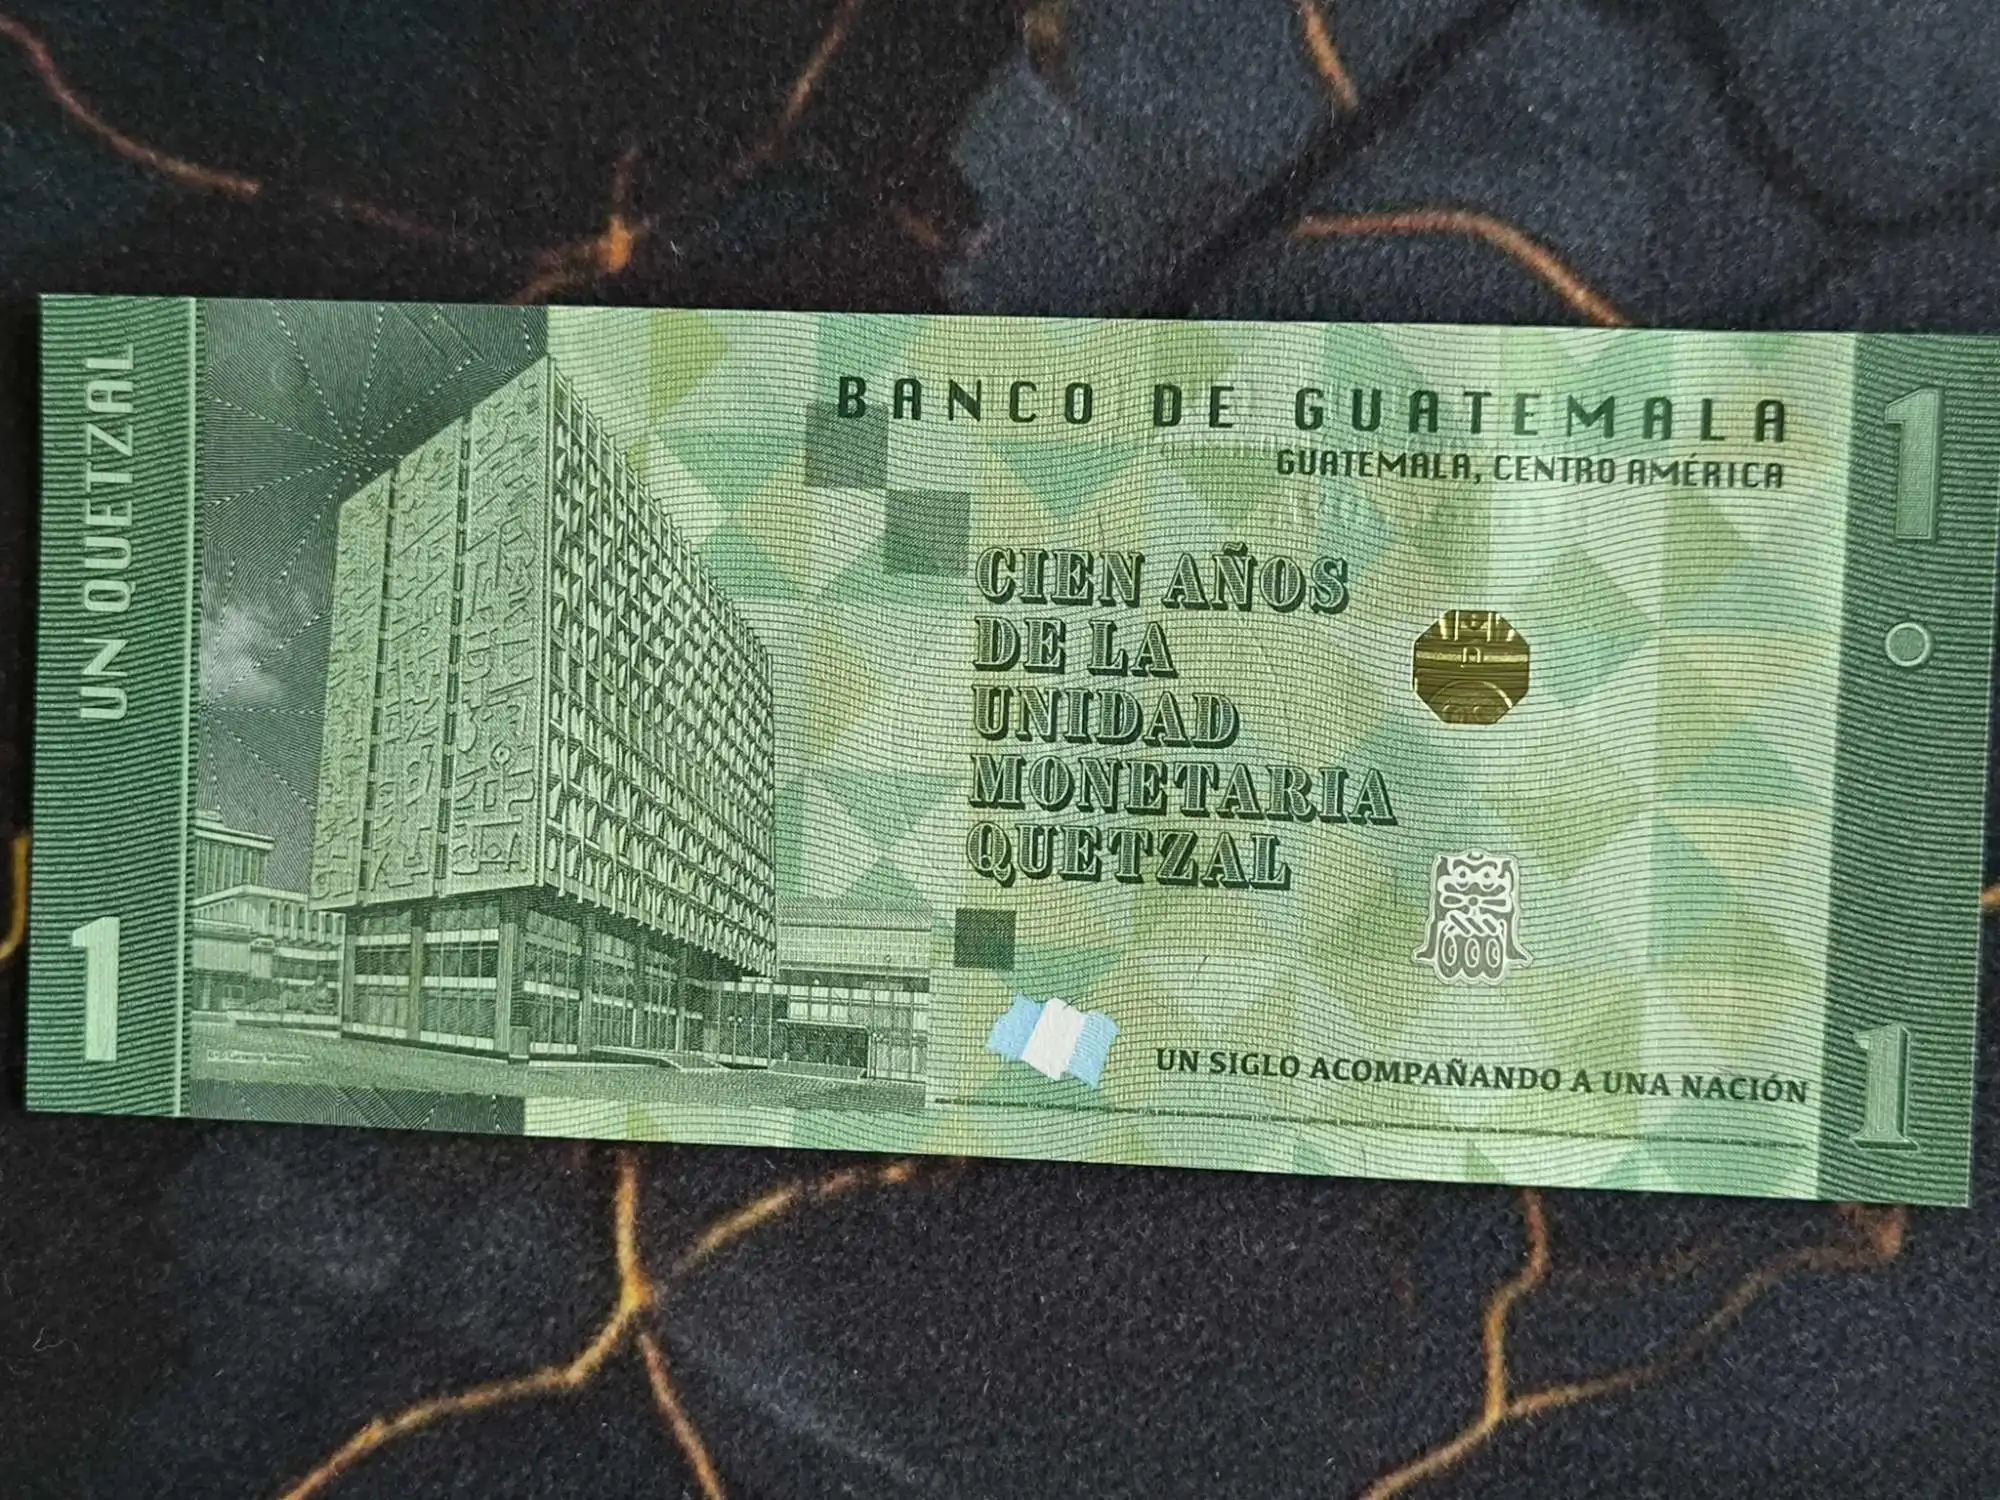 UN QUETZAL
1
BANCO DE GUATEMALA
GUATEMALA, CENTRO AMÉRICA
CIEN AÑOS
DE LA
UNIDAD
MONETARIA
QUETZAL
UN SIGLO ACOMPAÑANDO A UNA NACIÓN
1
1